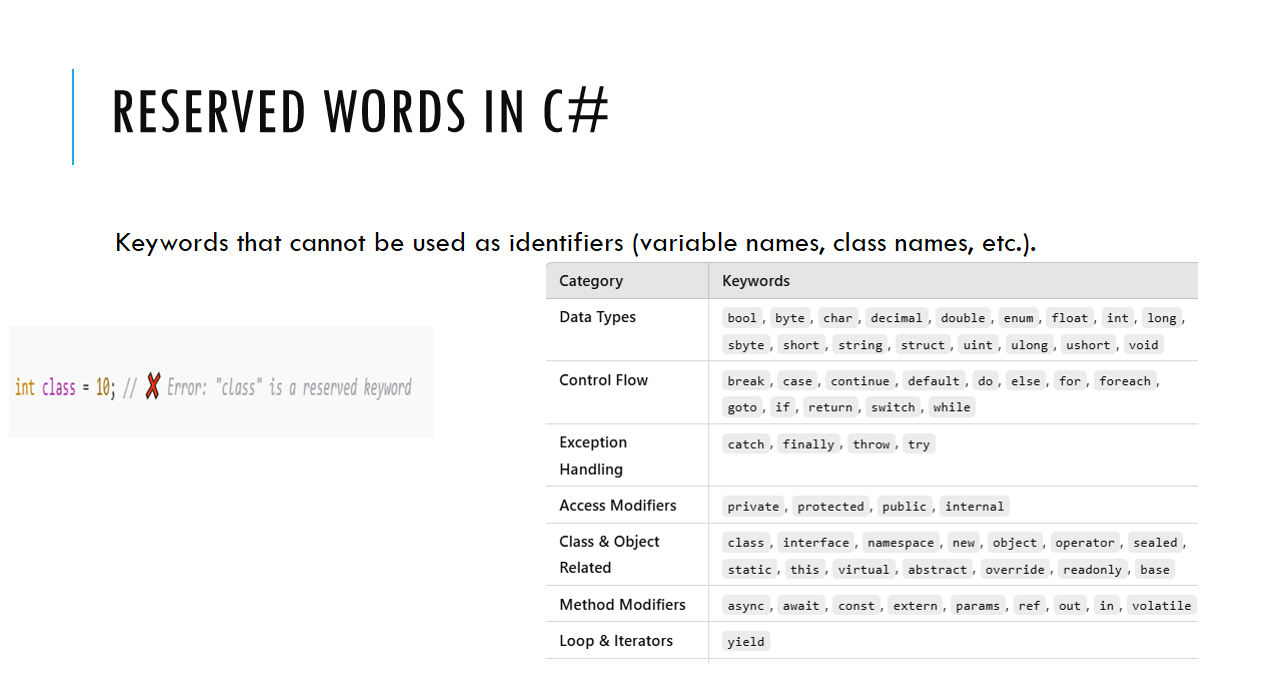 RESERVED WORDS IN C#
Keywords that cannot be used as identifiers (variable names, class names, etc.).
int class = 10; // ❌ Error: "class" is a reserved keyword
Category Keywords
Data Types bool, byte, char, decimal, double, enum, float, int, long,
sbyte, short, string, struct, uint, ulong, ushort, void
Control Flow break, case, continue, default, do, else, for, foreach,
goto, if, return, switch, while
Exception catch, finally, throw, try
Handling
Access Modifiers private, protected, public, internal
Class & Object class, interface, namespace, new, object, operator, sealed,
Related static, this, virtual, abstract, override, readonly, base
Method Modifiers async, await, const, extern, params, ref, out, in, volatile
Loop & Iterators yield